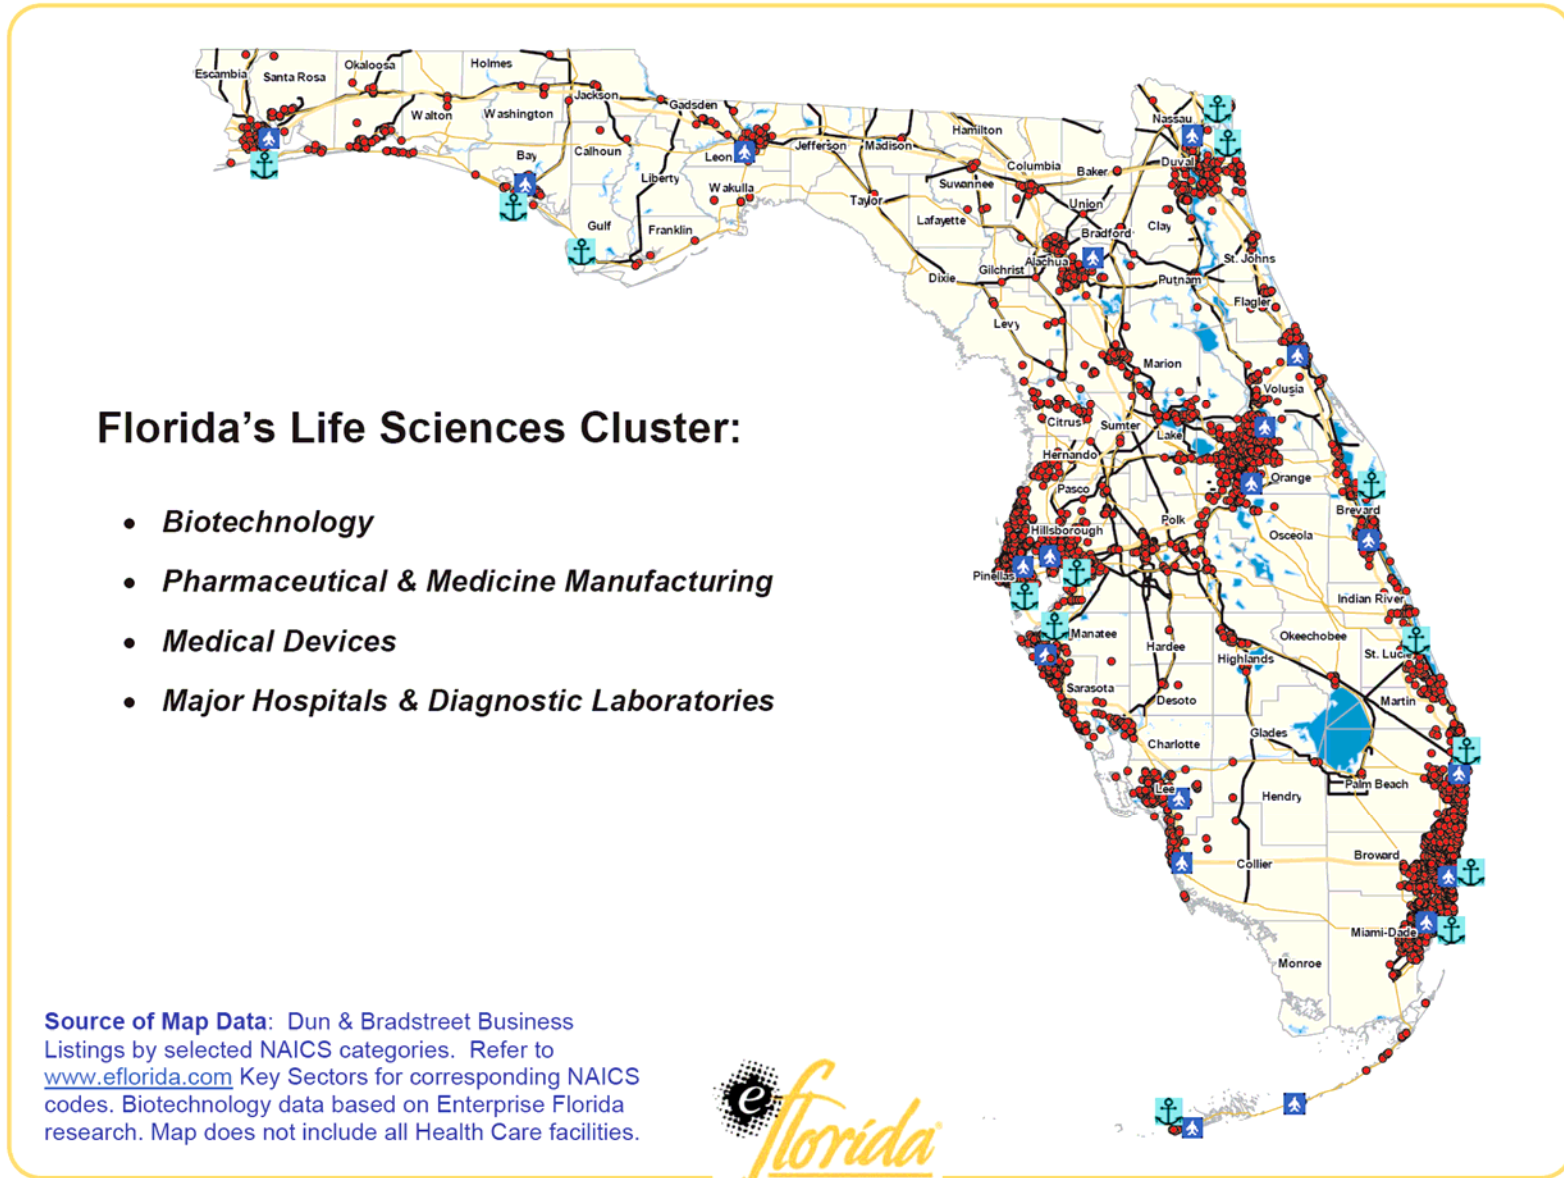 Escambia
Santa Rosa
Okaloosa
Holmes
Walton
Washington
Jackson
Gadsden
Bay
Calhoun
Liberty
Leon
Wakulla
Gulf
Franklin
Jefferson
Madison
Hamilton
Taylor
Suwannee
Lafayette
Columbia
Baker
Nassau
Duval
Union
Bradford
Clay
St. Johns
Dixie
Gilchrist
Alachua
Putnam
Flagler
Levy
Marion
Volusia
Citrus
Sumter
Lake
Hernando
Pasco
Orange
Brevard
Hillsborough
Polk
Osceola
Pinellas
Indian River
Manatee
Hardee
Highlands
Okeechobee
St. Lucie
Sarasota
Desoto
Martin
Charlotte
Glades
Lee
Hendry
Palm Beach
Collier
Broward
Miami-Dade
Monroe
Florida's Life Sciences Cluster:
• Biotechnology
• Pharmaceutical & Medicine Manufacturing
• Medical Devices
• Major Hospitals & Diagnostic Laboratories
Source of Map Data: Dun & Bradstreet Business
Listings by selected NAICS categories. Refer to
www.eflorida.com Key Sectors for corresponding NAICS
codes. Biotechnology data based on Enterprise Florida
research. Map does not include all Health Care facilities.
e florida